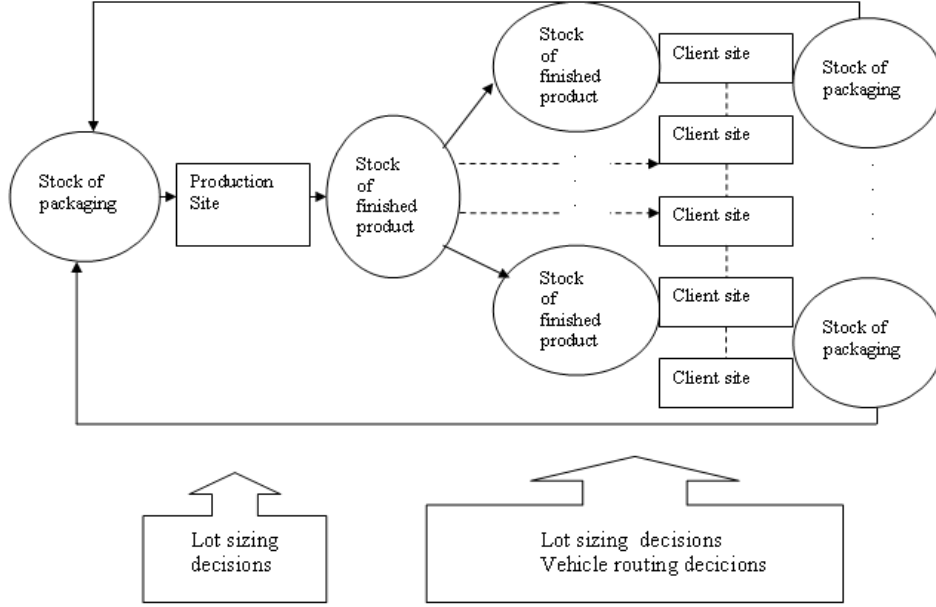 Stock of
packaging
Production
Site
Stock
of
finished
product
Stock
of
finished
product
Client site
Stock of
packaging
Client site
Client site
Stock
of
finished
product
Client site
Stock of
packaging
Client site
Lot sizing
decisions
Lot sizing decisions
Vehicle routing decicions